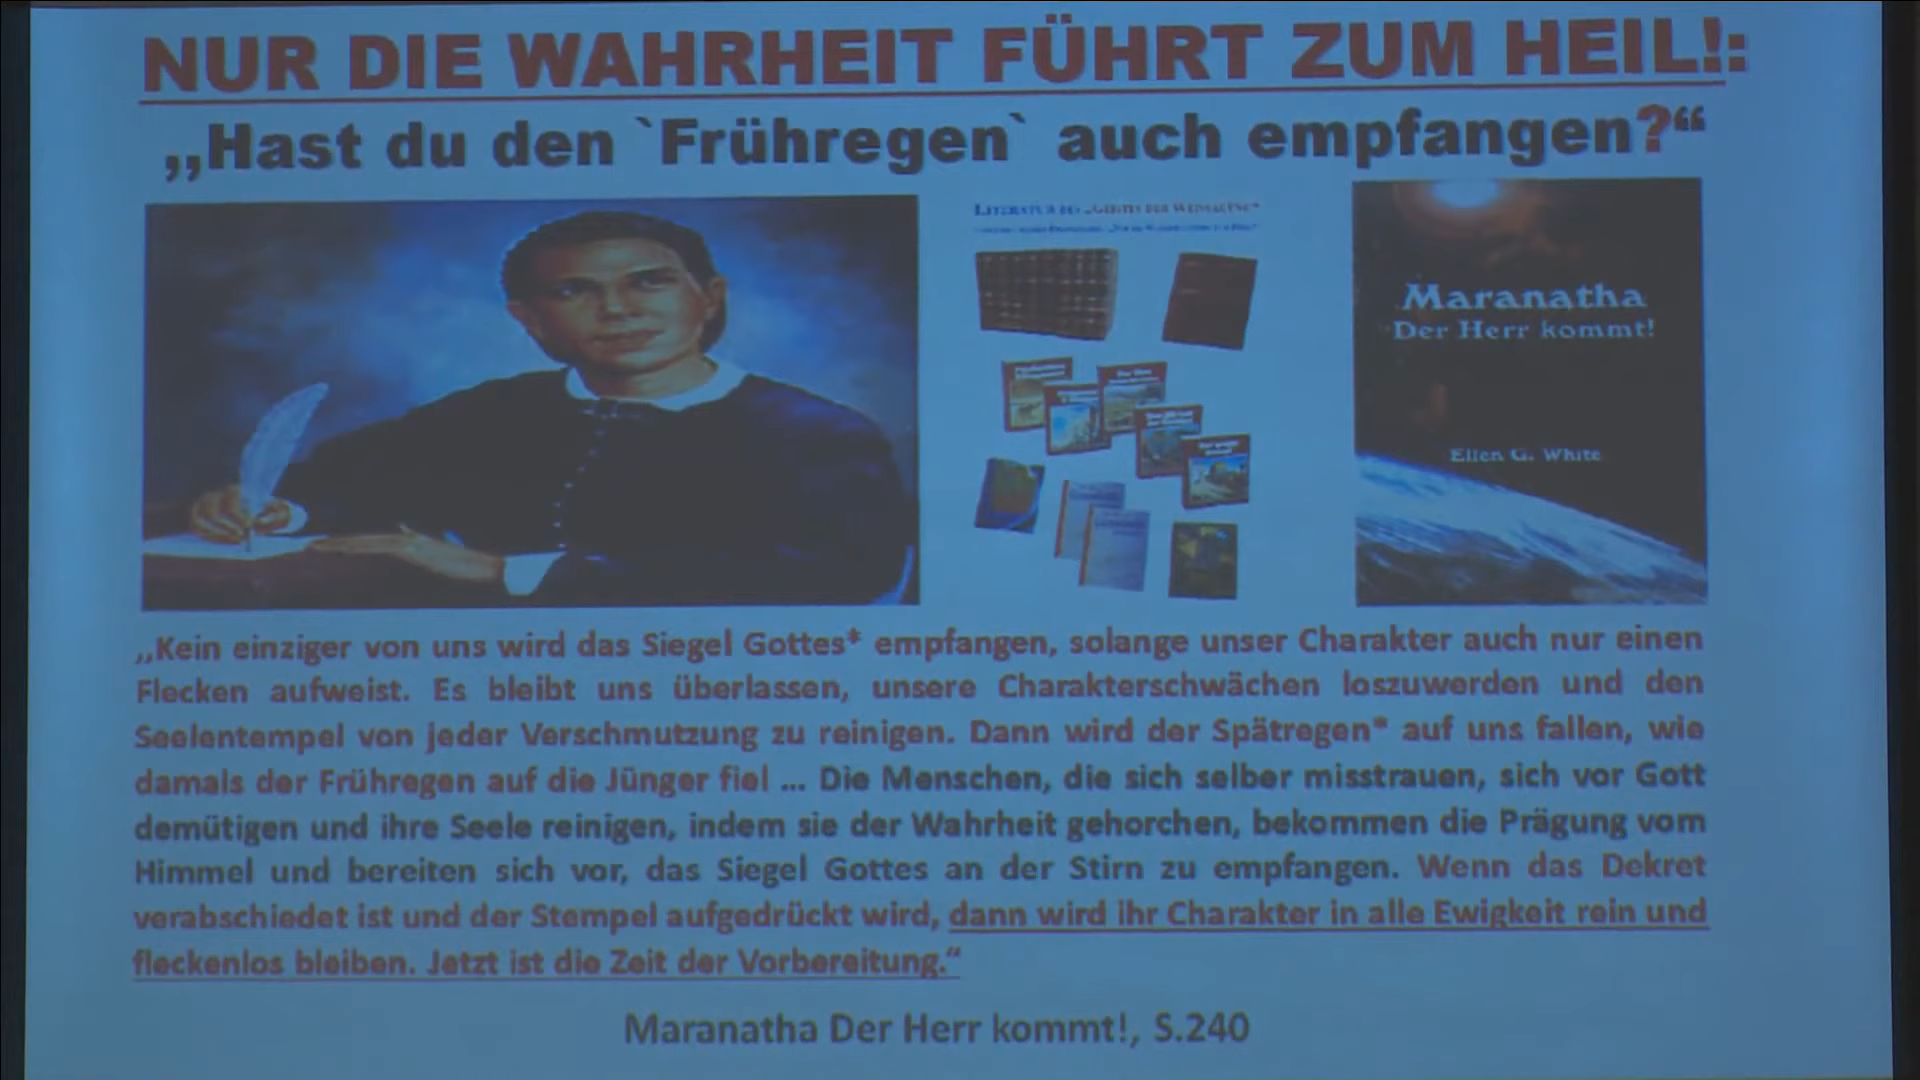 NUR DIE WAHRHEIT FÜHRT ZUM HEIL!:
„Hast du den `Frühregen` auch empfangen?“
LITERATUR DES „GEISTES DER WEISSAGUNG“
Maranatha
Der Herr kommt!
Ellen G. White
„Kein einziger von uns wird das Siegel Gottes* empfangen, solange unser Charakter auch nur einen
Flecken aufweist. Es bleibt uns überlassen, unsere Charakterschwächen loszuwerden und den
Seelentempel von jeder Verschmutzung zu reinigen. Dann wird der Spätregen* auf uns fallen, wie
damals der Frühregen auf die Jünger fiel ... Die Menschen, die sich selber misstrauen, sich vor Gott
demütigen und ihre Seele reinigen, indem sie der Wahrheit gehorchen, bekommen die Prägung vom
Himmel und bereiten sich vor, das Siegel Gottes an der Stirn zu empfangen. Wenn das Dekret
verabschiedet ist und der Stempel aufgedrückt wird, dann wird ihr Charakter in alle Ewigkeit rein und
fleckenlos bleiben. Jetzt ist die Zeit der Vorbereitung.“
Maranatha Der Herr kommt!, S.240